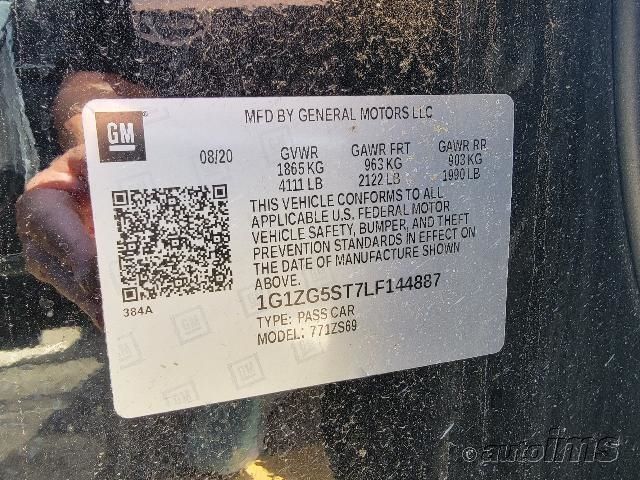 MFD BY GENERAL MOTORS LLC
GM
08/20 GVWR GAWR FRT GAWR RR
1865 KG 963 KG 903 KG
4111 LB 2122 LB 1990 LB
THIS VEHICLE CONFORMS TO ALL
APPLICABLE U.S. FEDERAL MOTOR
VEHICLE SAFETY, BUMPER, AND THEFT
PREVENTION STANDARDS IN EFFECT ON
THE DATE OF MANUFACTURE SHOWN
ABOVE.
384A
1G1ZG5ST7LF144887
TYPE: PASS CAR
MODEL: 771ZS69
© autoims